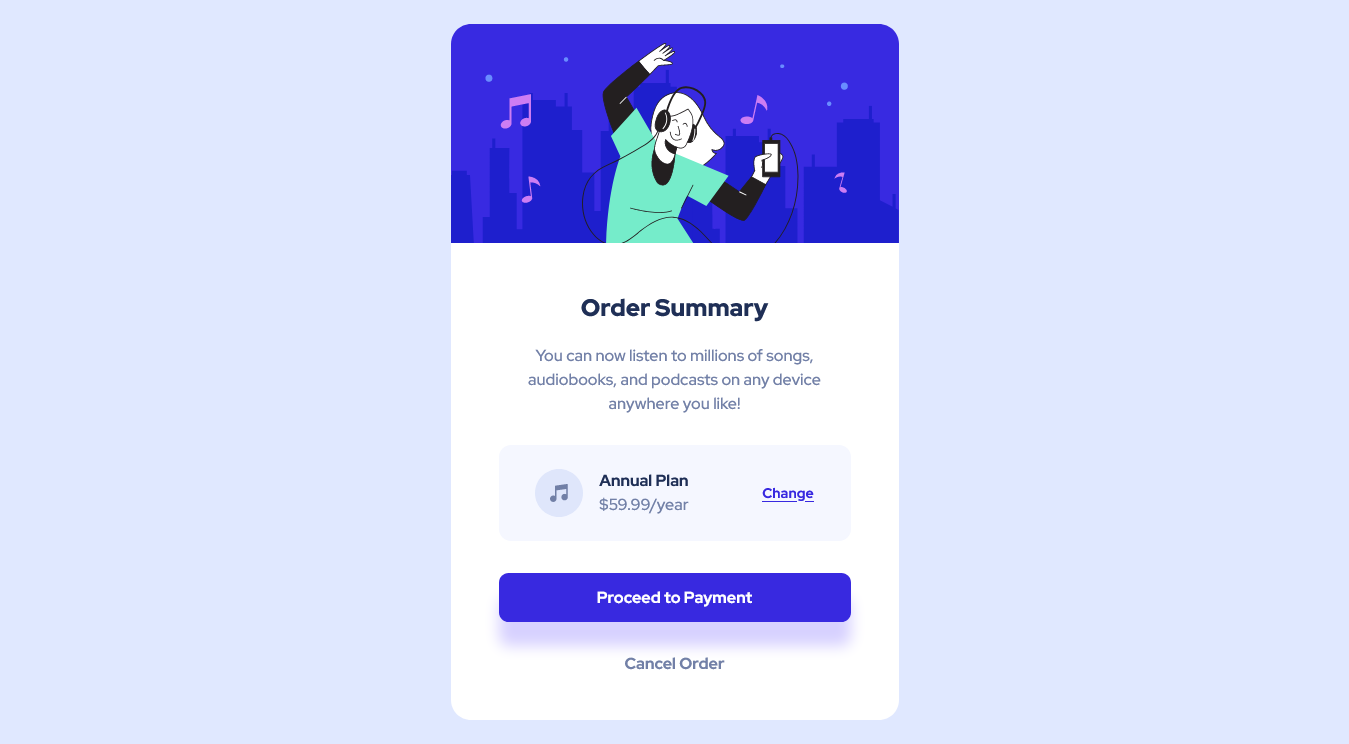 Order Summary
You can now listen to millions of songs,
audiobooks, and podcasts on any device
anywhere you like!
Annual Plan
$59.99/year
Change
Proceed to Payment
Cancel Order